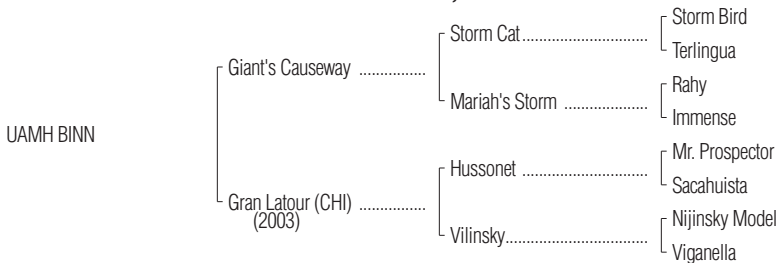 Storm Bird
Storm Cat................................
Terlingua
Giant's Causeway ................
Rahy
Mariah's Storm .....................
Immense
UAMH BINN
Mr. Prospector
Hussonet ................................
Sacahuista
Gran Latour (CHI) ................
(2003)
Nijinsky Model
Vilinsky....................................
Viganella